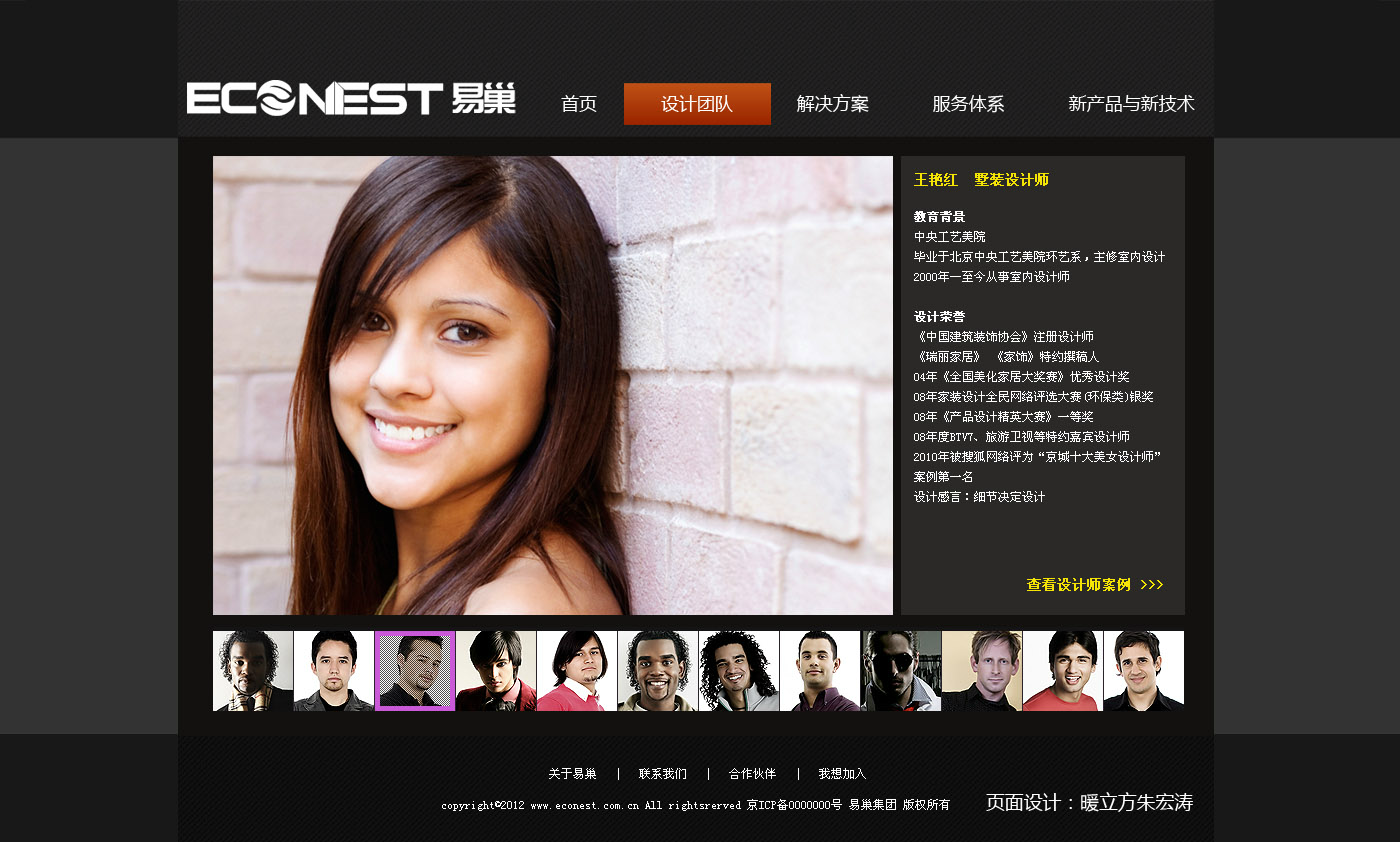 ECONEST 易巢
首页 设计团队 解决方案 服务体系 新产品与新技术
王艳红 墅装设计师
教育背景
中央工艺美院
毕业于北京中央工艺美院环艺系，主修室内设计
2000年一至今从事室内设计师
设计荣誉
《中国建筑装饰协会》注册设计师
《瑞丽家居》 《家饰》特约撰稿人
04年《全国美化家居大奖赛》优秀设计奖
08年家装设计全民网络评选大赛(环保类)银奖
08年《产品设计精英大赛》一等奖
08年度BTV7、旅游卫视等特约嘉宾设计师
2010年被搜狐网络评为“京城十大美女设计师”
案例第一名
设计感言：细节决定设计
查看设计师案例 >>>
关于易巢 | 联系我们 | 合作伙伴 | 我想加入
copyright©2012 www.econest.com.cn All rightsrerved 京ICP备0000000号 易巢集团 版权所有
页面设计：暖立方朱宏涛